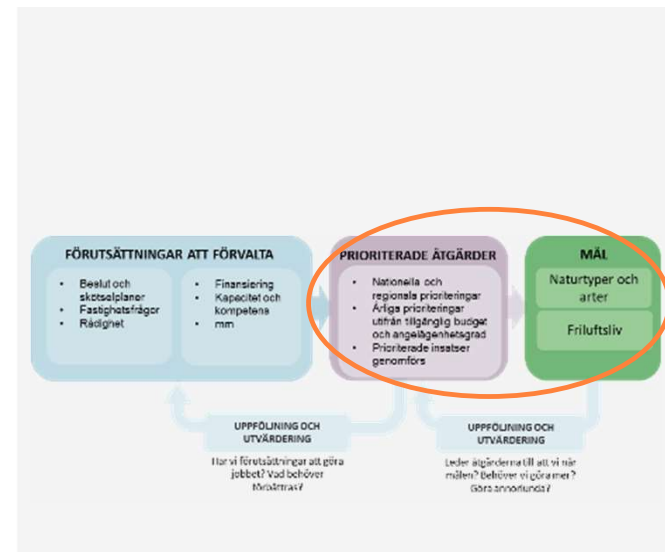 FÖRUTSÄTTNINGAR ATT FÖRVALTA
• Beslut och
skötselplaner
• Fastighetsfrågor
• Rådighet
• Finansiering
• Kapacitet och
kompetens
• mm
PRIORITERADE ÅTGÄRDER
• Nationella och
regionala prioriteringar
• Årliga prioriteringar
utifrån tillgänglig budget
och angelägenhetsgrad
• Prioriterade insatser
genomförs
MÅL
Naturtyper och
arter
Friluftsliv
UPPFÖLJNING OCH
UTVÄRDERING
Har vi förutsättningar att göra
jobbet? Vad behöver
förbättras?
UPPFÖLJNING OCH
UTVÄRDERING
Leder åtgärderna till att vi når
målen? Behöver vi göra mer?
Göra annorlunda?